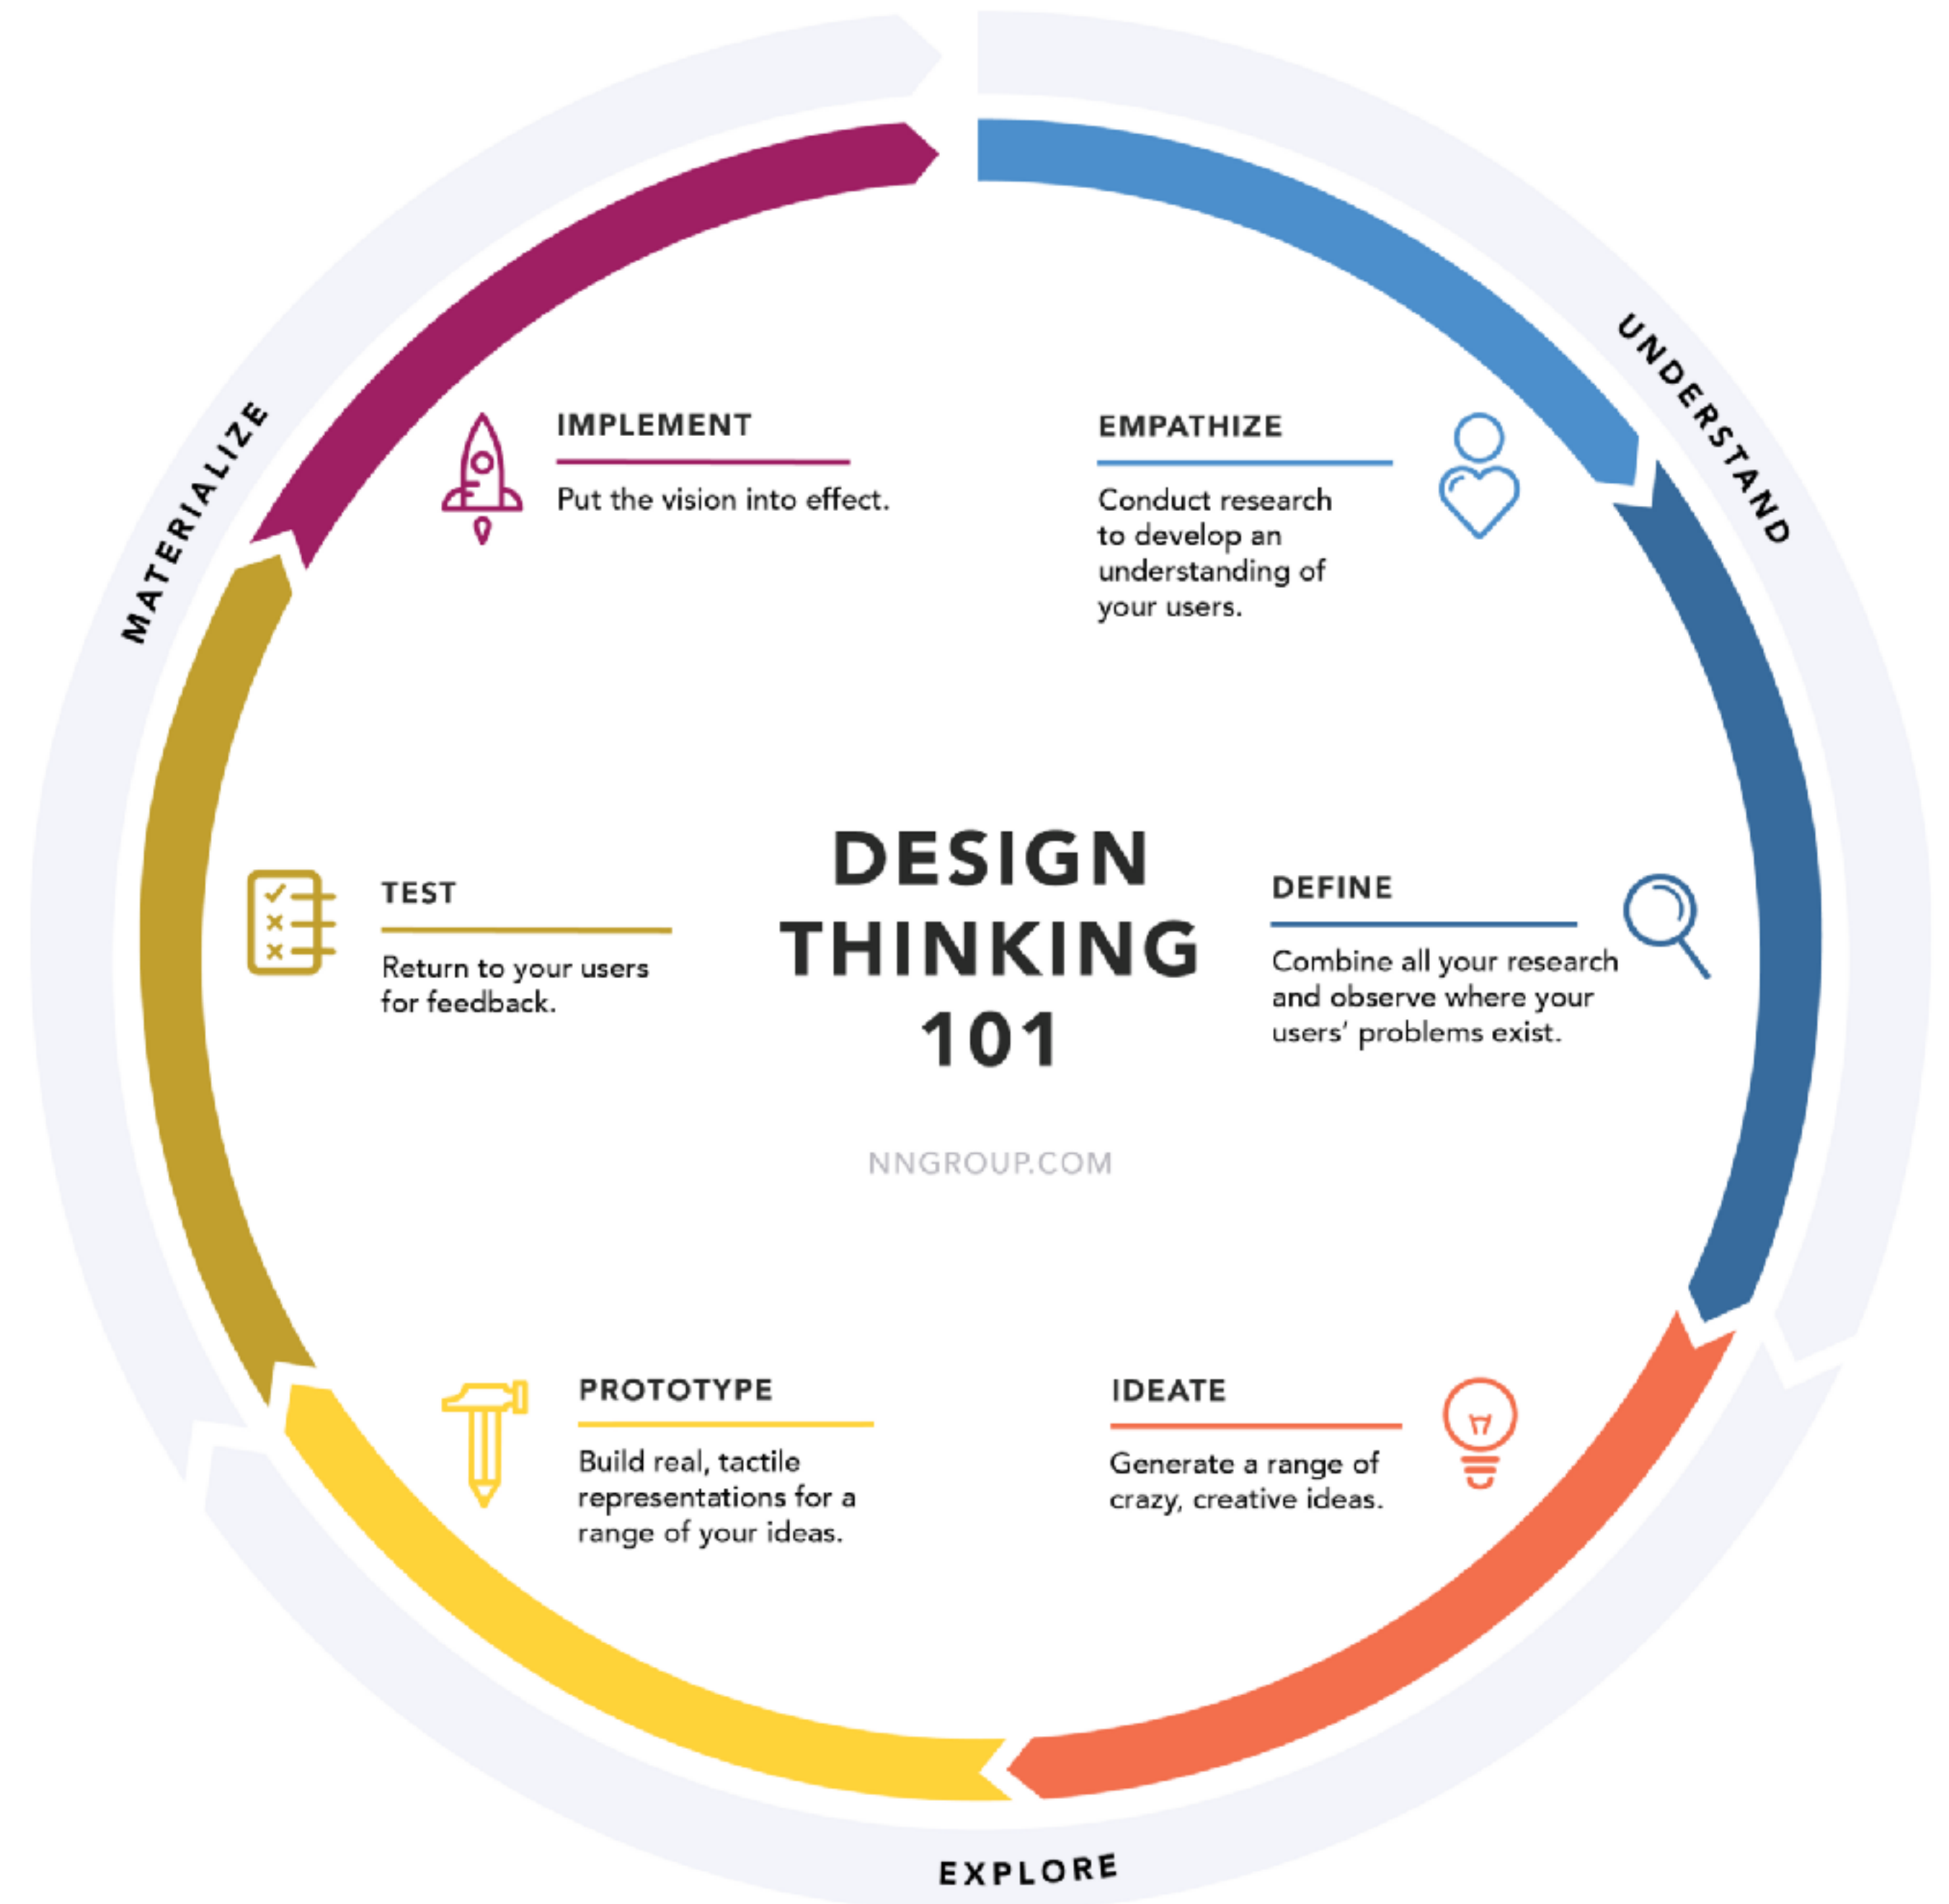 UNDERSTAND
EMPATHIZE
Conduct research
to develop an
understanding of
your users.
DEFINE
Combine all your research
and observe where your
users’ problems exist.
EXPLORE
IDEATE
Generate a range of
crazy, creative ideas.
PROTOTYPE
Build real, tactile
representations for a
range of your ideas.
MATERIALIZE
TEST
Return to your users
for feedback.
IMPLEMENT
Put the vision into effect.
DESIGN
THINKING
101
NNGROUP.COM